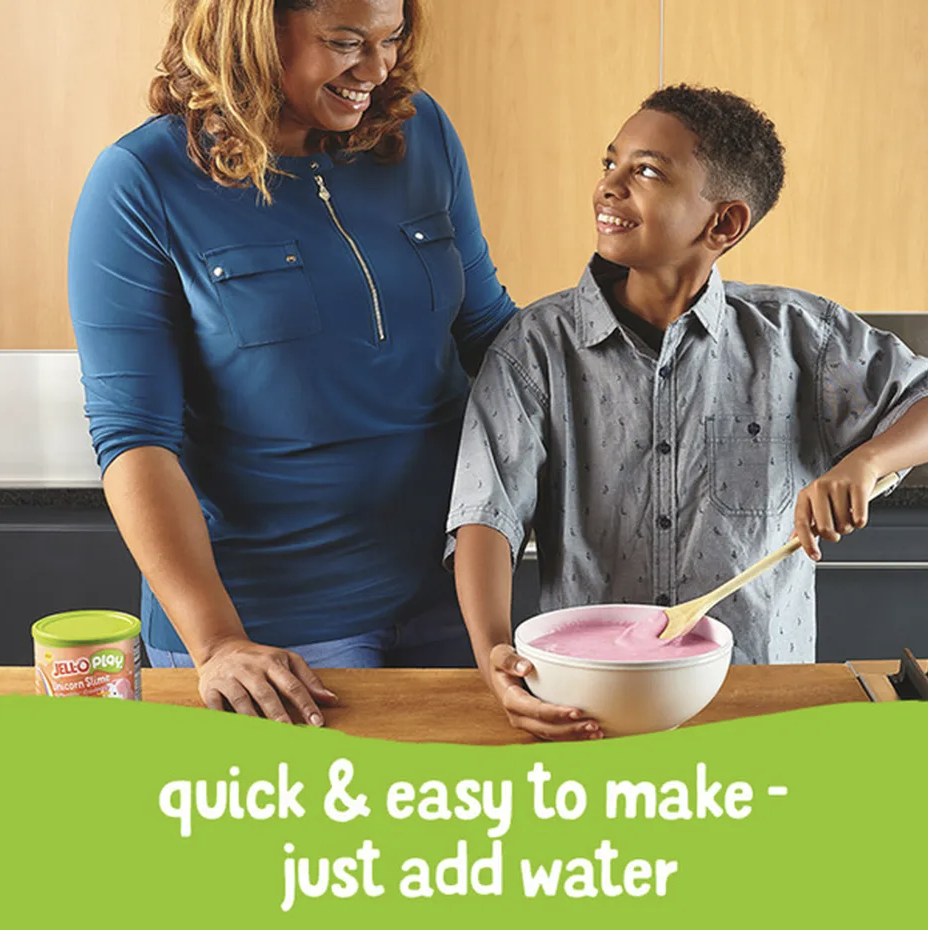 JELL-O PLAY
Unicorn Slime
quick & easy to make -
just add water